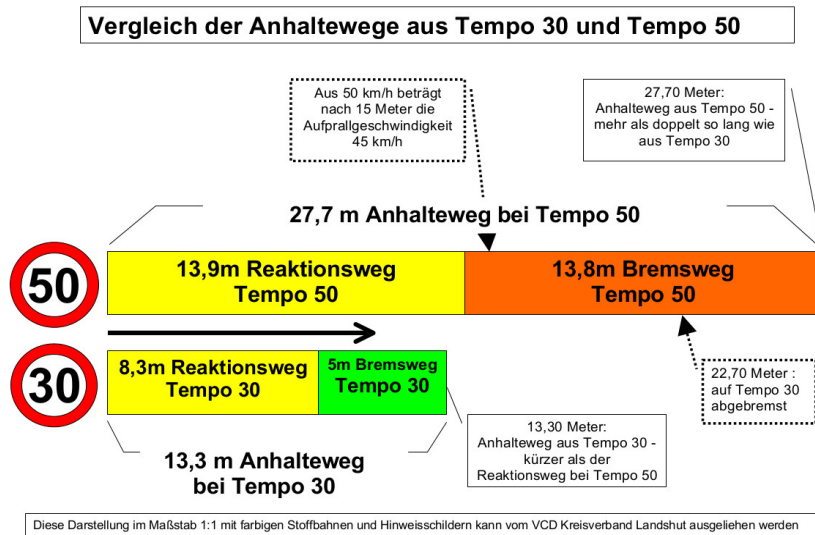 Vergleich der Anhaltewege aus Tempo 30 und Tempo 50
Aus 50 km/h beträgt
nach 15 Meter die
Aufprallgeschwindigkeit
45 km/h
27,70 Meter:
Anhalteweg aus Tempo 50 -
mehr als doppelt so lang wie
aus Tempo 30
27,7 m Anhalteweg bei Tempo 50
50
13,9m Reaktionsweg
Tempo 50
13,8m Bremsweg
Tempo 50
30
8,3m Reaktionsweg
Tempo 30
5m Bremsweg
Tempo 30
22,70 Meter :
auf Tempo 30
abgebremst
13,30 Meter:
Anhalteweg aus Tempo 30 -
kürzer als der
Reaktionsweg bei Tempo 50
13,3 m Anhalteweg
bei Tempo 30
Diese Darstellung im Maßstab 1:1 mit farbigen Stoffbahnen und Hinweisschildern kann vom VCD Kreisverband Landshut ausgeliehen werden